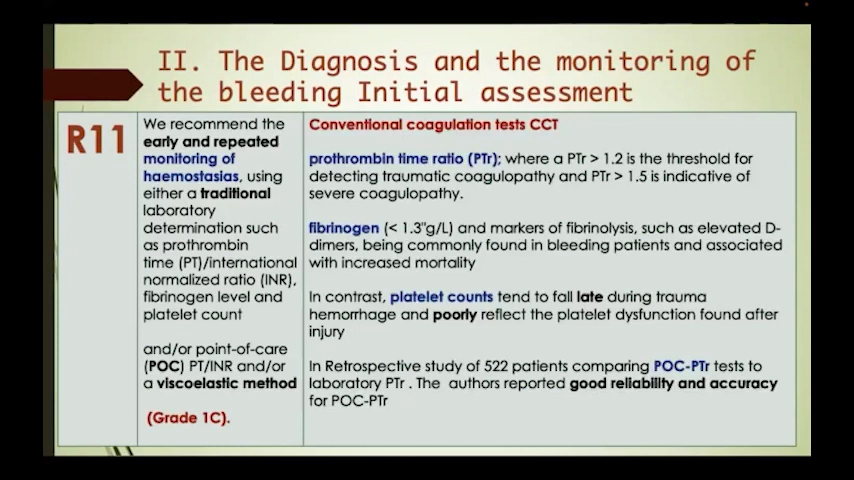 II. The Diagnosis and the monitoring of
the bleeding Initial assessment
R11
We recommend the
early and repeated
monitoring of
haemostasias, using
either a traditional
laboratory
determination such
as prothrombin
time (PT)/international
normalized ratio (INR),
fibrinogen level and
platelet count
and/or point-of-care
(POC) PT/INR and/or
a viscoelastic method
(Grade 1C).
Conventional coagulation tests CCT
prothrombin time ratio (PTr); where a PTr > 1.2 is the threshold for
detecting traumatic coagulopathy and PTr > 1.5 is indicative of
severe coagulopathy.
fibrinogen (< 1.3"g/L) and markers of fibrinolysis, such as elevated D-
dimers, being commonly found in bleeding patients and associated
with increased mortality
In contrast, platelet counts tend to fall late during trauma
hemorrhage and poorly reflect the platelet dysfunction found after
injury
In Retrospective study of 522 patients comparing POC-PTr tests to
laboratory PTr . The authors reported good reliability and accuracy
for POC-PTr